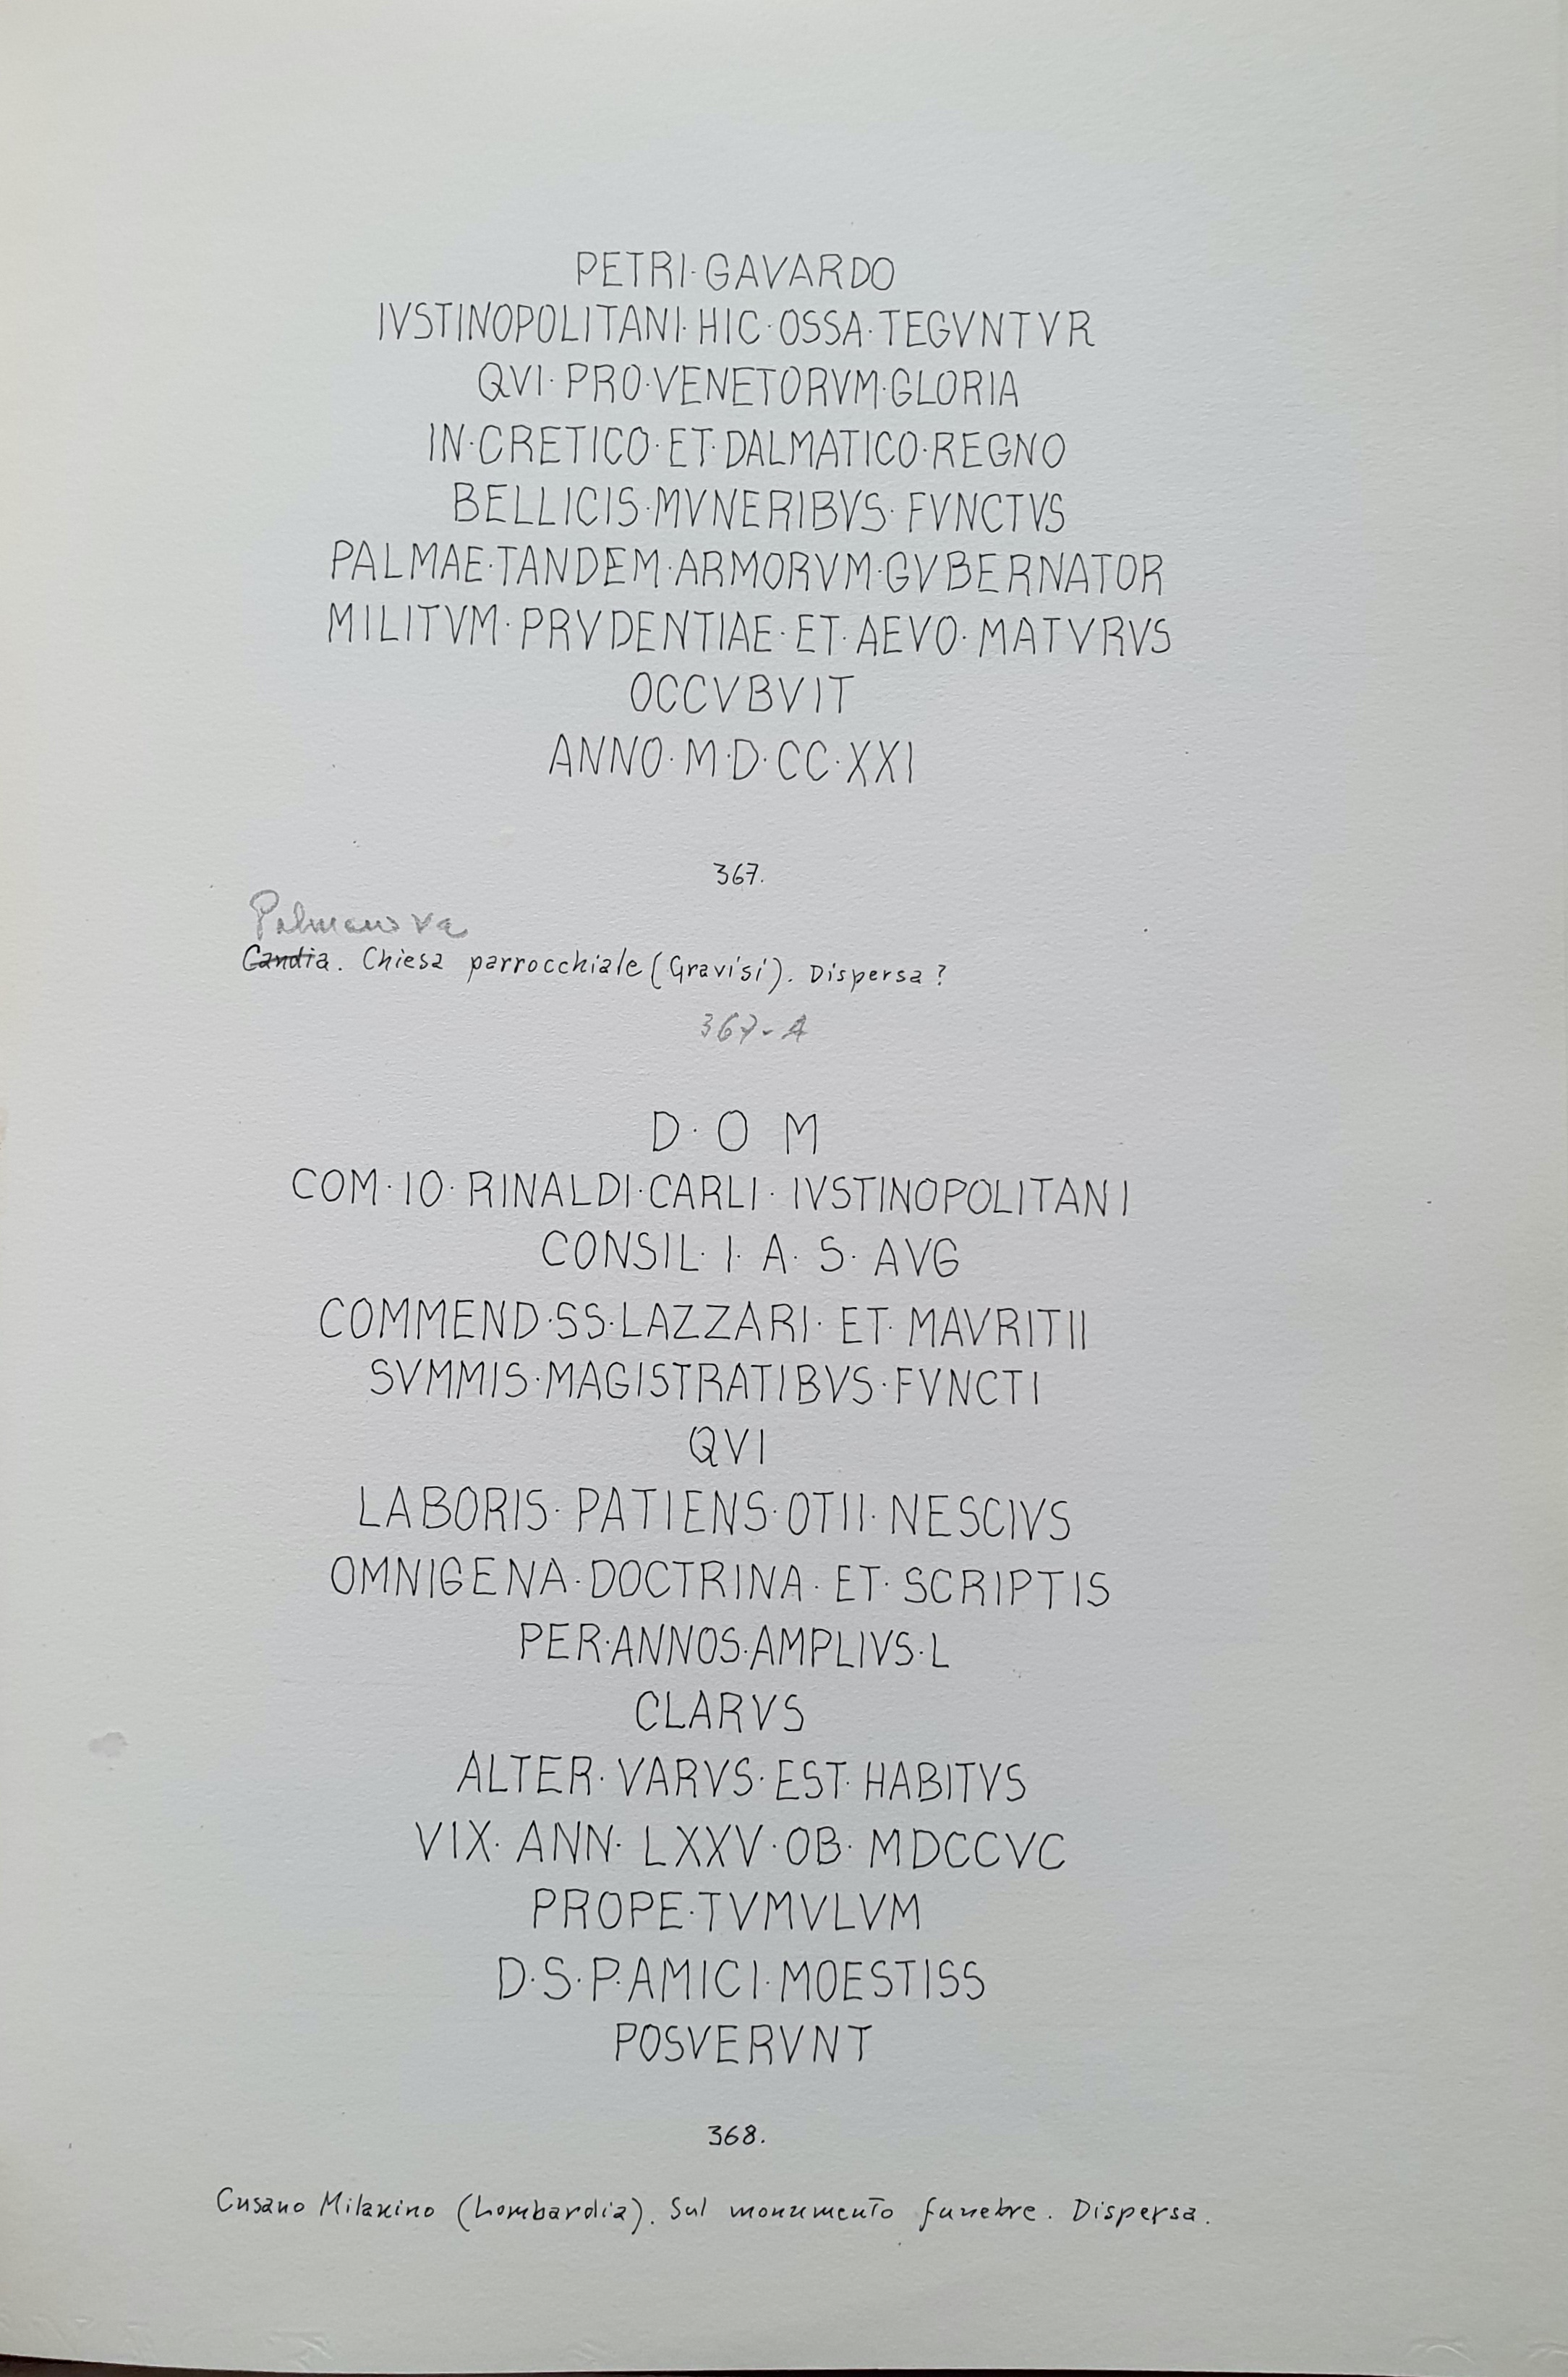 PETRI·GAVARDO
IVSTINOPOLITANI·HIC·OSSA·TEGVNTVR
QVI·PRO·VENETORVM·GLORIA
IN·CRETICO·ET·DALMATICO·REGNO
BELLICIS·MVNERIBVS·FVNCTVS
PALMAE·TANDEM·ARMORVM·GVBERNATOR
MILITVM·PRVDENTIAE·ET·AEVO·MATVRVS
OCCVBVIT
ANNO·M·D·CC·XXI
367.
Palmanova
Candia. Chiesa parrocchiale (Gravisi). Dispersa?
367-A
D·O M
COM·IO·RINALDI·CARLI·IVSTINOPOLITANI
CONSIL·I·A·S·AVG
COMMEND·SS·LAZZARI·ET·MAVRITII
SVMMIS·MAGISTRATIBVS·FVNCTI
QVI
LABORIS·PATIENS·OTII·NESCIVS
OMNIGENA·DOCTRINA·ET·SCRIPTIS
PER·ANNOS·AMPLIVS·L
CLARVS
ALTER·VARVS·EST·HABITVS
VIX·ANN·LXXV·OB·MDCCVC
PROPE·TVMVLVM
D·S·P·AMICI·MOESTISS
POSVERVNT
368.
Cusano Milanino (Lombardia). Sul monumento funebre. Dispersa.